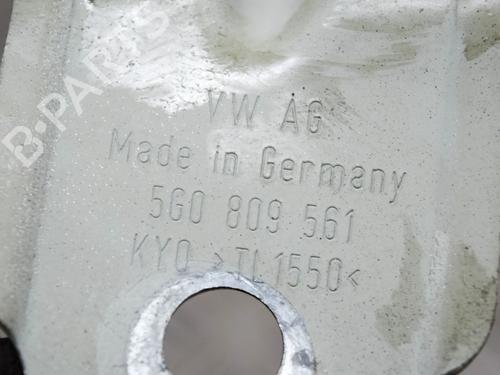 B-PARTS
VW AG
Made in Germany
5G0 809 561
KYO >TL1550<